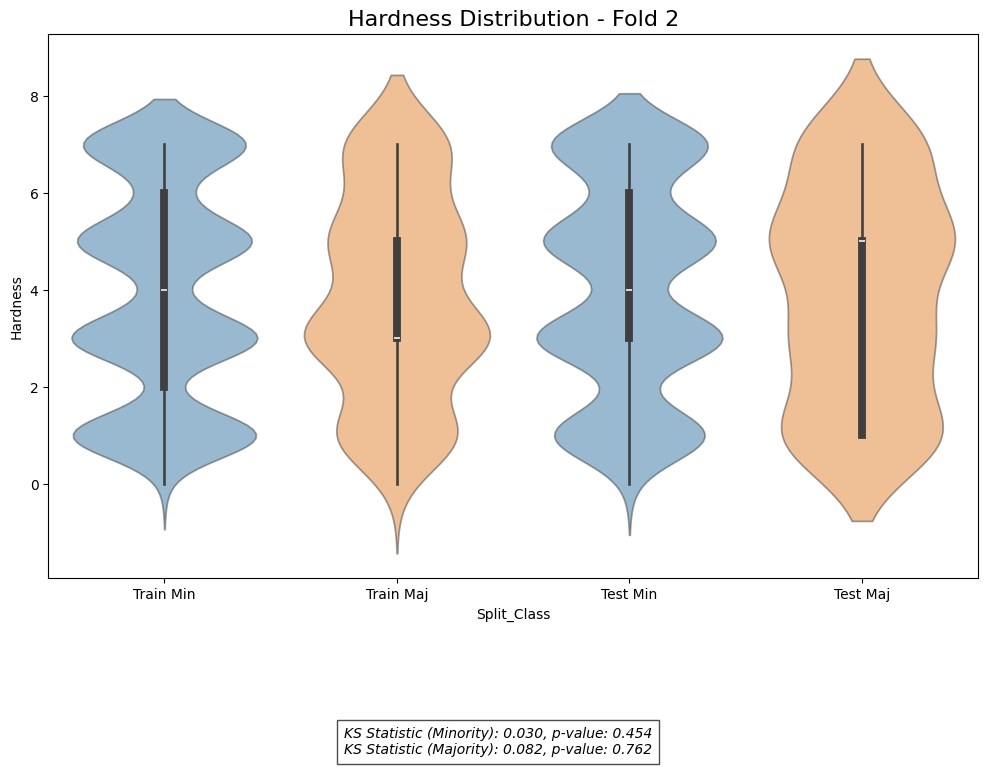 Hardness Distribution - Fold 2
Hardness
8
6
4
2
0
Train Min
Train Maj
Test Min
Test Maj
Split_Class
KS Statistic (Minority): 0.030, p-value: 0.454
KS Statistic (Majority): 0.082, p-value: 0.762